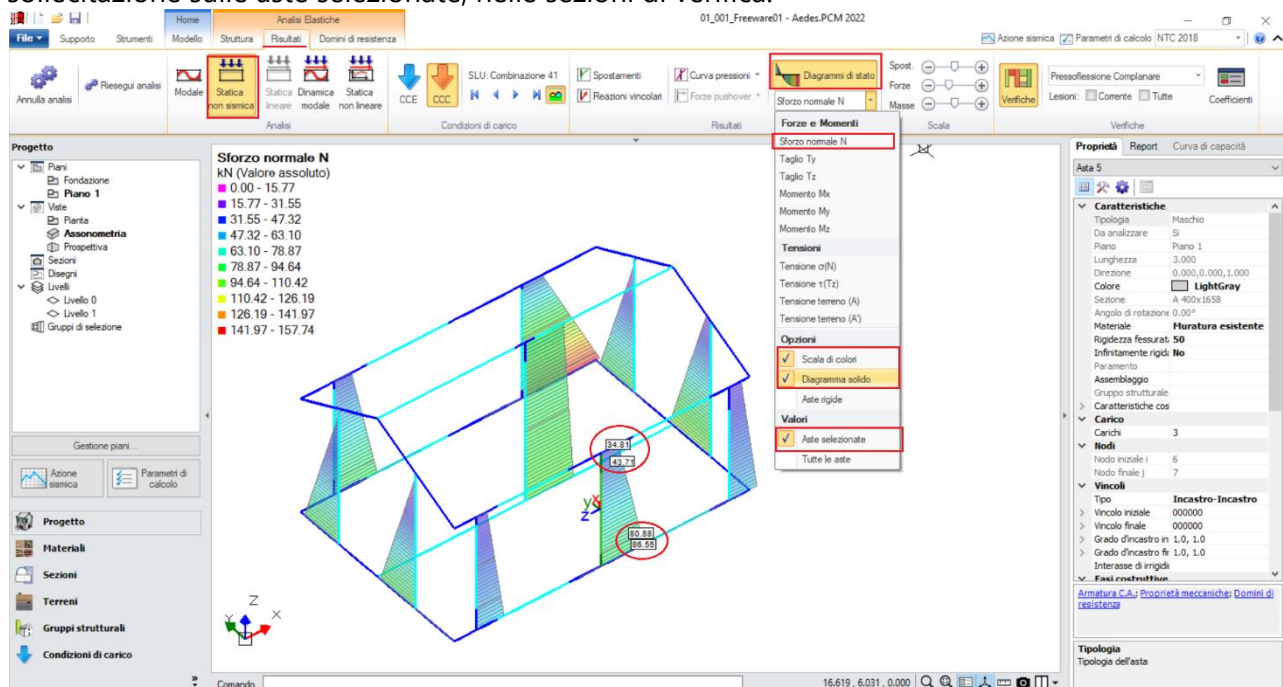 sollecitazione sulle aste selezionate, nelle sezioni di verifica.
Home
Analisi Elastiche
01_001_Freeware01 - Aedes.PCM 2022
File
Supporto
Strumenti
Modello
Struttura
Risultati
Domini di resistenza
Azione sismica
Parametri di calcolo
NTC 2018
Annulla analisi
Riesegui analisi
Modale
Statica non sismica
Statica lineare
Dinamica modale
Statica non lineare
Analisi
CCE
CCC
SLU: Combinazione 41
Condizioni di carico
Spostamenti
Reazioni vincolari
Curva pressioni
Forze pushover
Risultati
Diagrammi di stato
Sforzo normale N
Spost.
Forze
Masse
Scala
Verifiche
Pressoflessione Complanare
Lesioni:
Corrente
Tutte
Coefficienti
Verifiche
Progetto
Piani
Fondazione
Piano 1
Viste
Pianta
Assonometria
Prospettiva
Sezioni
Disegni
Livelli
Livello 0
Livello 1
Gruppi di selezione
Gestione piani...
Azione sismica
Parametri di calcolo
Progetto
Materiali
Sezioni
Terreni
Gruppi strutturali
Condizioni di carico
Sforzo normale N
kN (Valore assoluto)
0.00 - 15.77
15.77 - 31.55
31.55 - 47.32
47.32 - 63.10
63.10 - 78.87
78.87 - 94.64
94.64 - 110.42
110.42 - 126.19
126.19 - 141.97
141.97 - 157.74
34.81
43.71
y
x
z
80.88
86.55
Z
Y
X
Forze e Momenti
Sforzo normale N
Taglio Ty
Taglio Tz
Momento Mx
Momento My
Momento Mz
Tensioni
Tensione σ(N)
Tensione τ(Tz)
Tensione terreno (A)
Tensione terreno (A')
Opzioni
Scala di colori
Diagramma solido
Aste rigide
Valori
Aste selezionate
Tutte le aste
Proprietà
Report
Curva di capacità
Asta 5
Caratteristiche
Tipologia Maschio
Da analizzare Si
Piano Piano 1
Lunghezza 3.000
Direzione 0.000,0.000,1.000
Colore LightGray
Sezione A 400x1658
Angolo di rotazione 0.00°
Materiale Muratura esistente
Rigidezza fessurat 50
Infinitamente rigid No
Paramento
Assemblaggio
Gruppo strutturale
Caratteristiche cos
Carico
Carichi 3
Nodi
Nodo iniziale i 6
Nodo finale j 7
Vincoli
Tipo Incastro-Incastro
Vincolo iniziale 000000
Vincolo finale 000000
Grado d'incastro in 1.0, 1.0
Grado d'incastro fir 1.0, 1.0
Interasse di irrigidi
Fasi costruttive
Armatura C.A.; Proprietà meccaniche; Domini di resistenza
Tipologia
Tipologia dell'asta
Comando
16.619 , 6.031 , 0.000